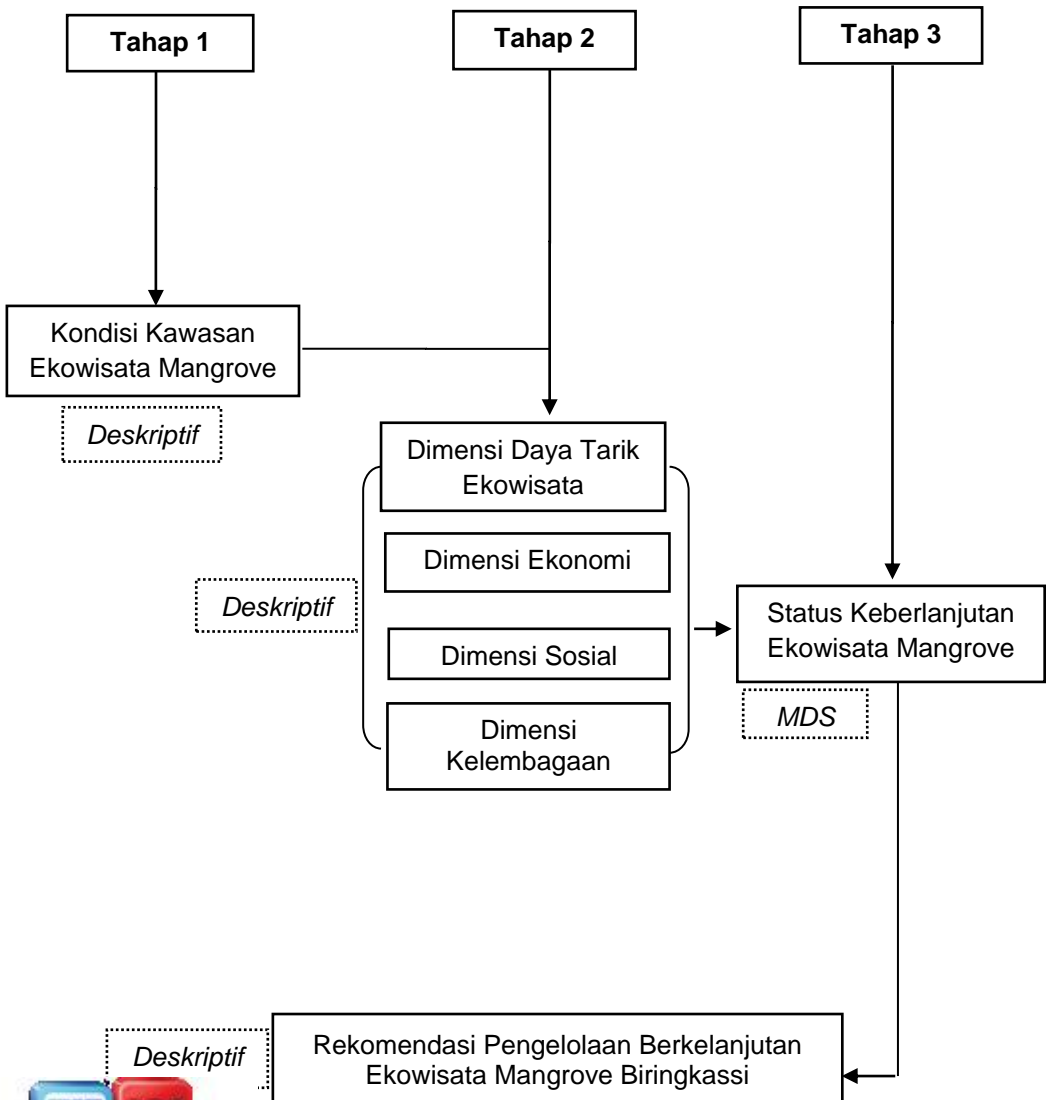 Tahap 1
Tahap 2
Tahap 3
Kondisi Kawasan
Ekowisata Mangrove
Deskriptif
Dimensi Daya Tarik
Ekowisata
Dimensi Ekonomi
Deskriptif
Dimensi Sosial
Dimensi
Kelembagaan
Status Keberlanjutan
Ekowisata Mangrove
MDS
Deskriptif
Rekomendasi Pengelolaan Berkelanjutan
Ekowisata Mangrove Biringkassi